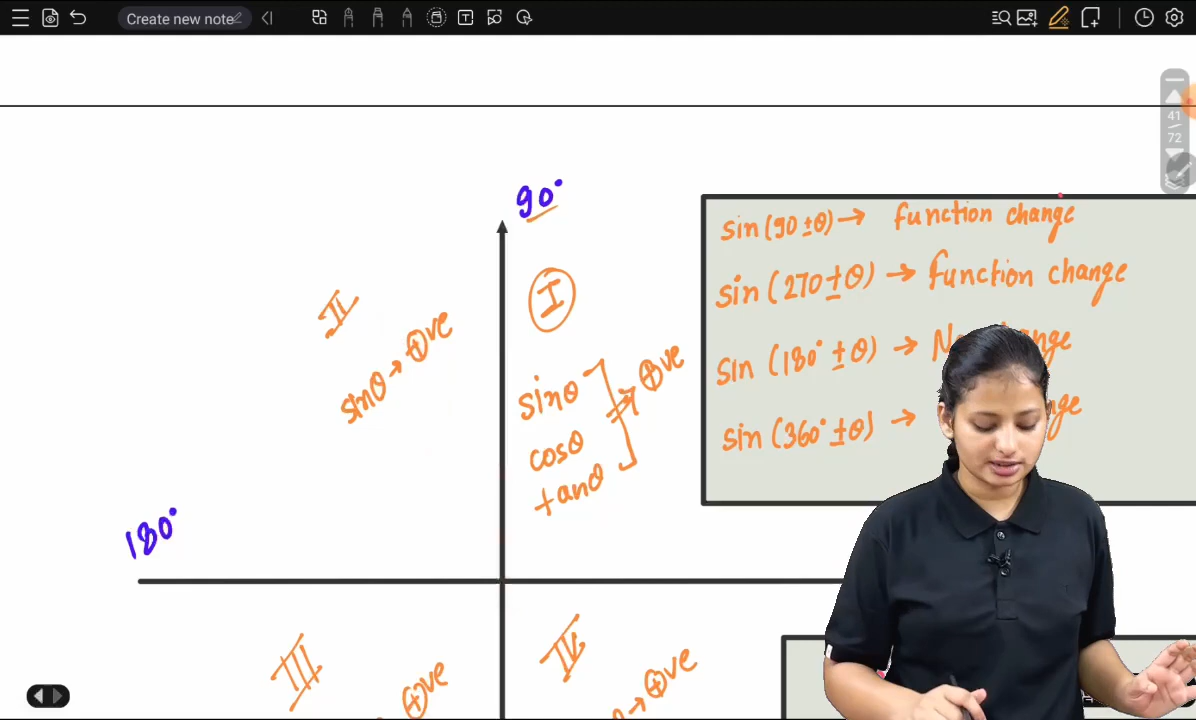 Create new note
41
72
90°
sin(90±θ)→ function change
sin(270±θ)→ function change
sin(180°±θ)→
sin(360°±θ)→
I
II
sinθ→⊕ve
sinθ
cosθ
tanθ
⊕ve
180°
III
⊕ve
IV
→⊕ve